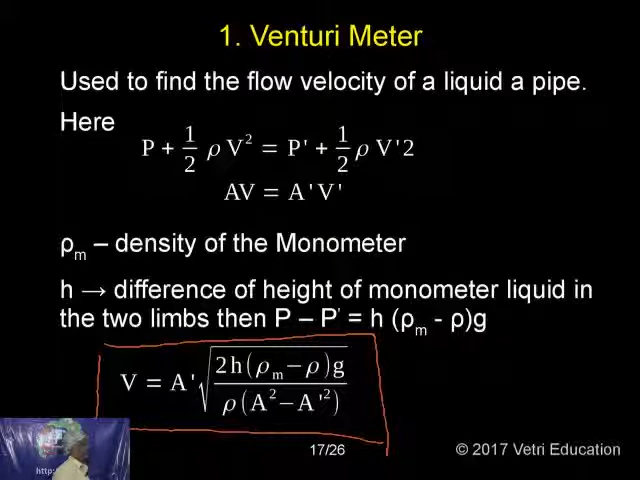 1. Venturi Meter
Used to find the flow velocity of a liquid a pipe.
Here
P + 1/2 ρ V² = P' + 1/2 ρ V'2
AV = A'V'
ρm – density of the Monometer
h → difference of height of monometer liquid in
the two limbs then P – P' = h (ρm - ρ)g
V = A' √(2h(ρm−ρ)g / ρ(A²−A'²))
17/26
© 2017 Vetri Education
http: